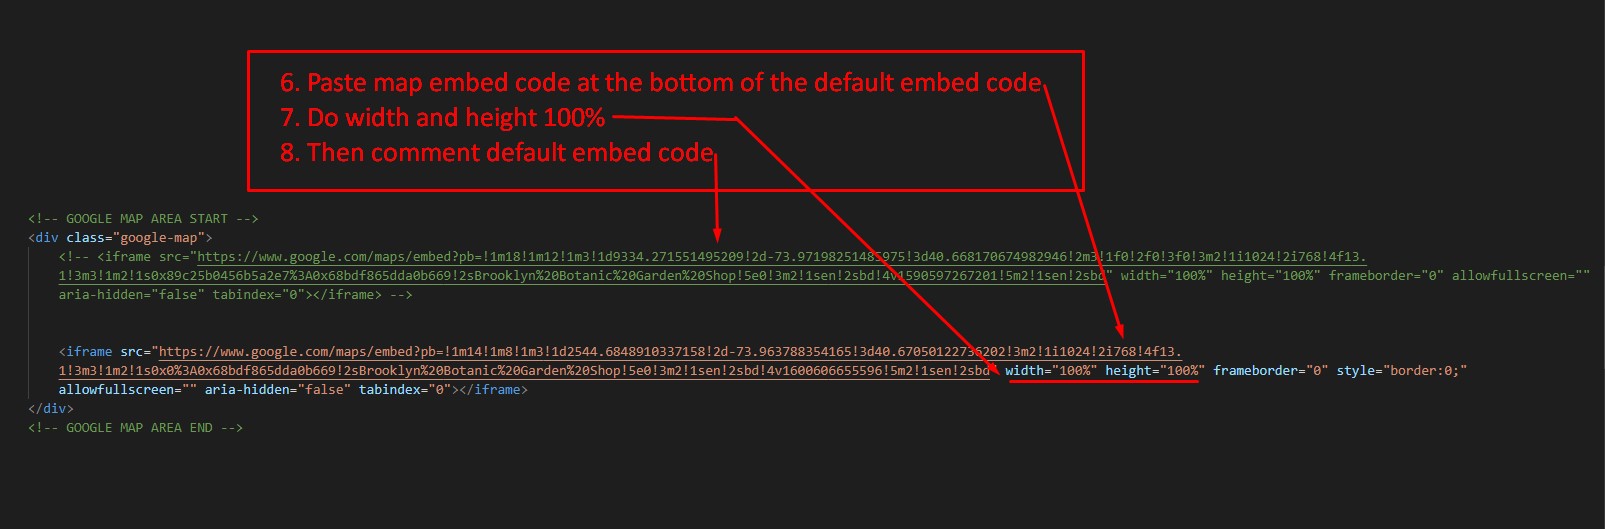 6. Paste map embed code at the bottom of the default embed code
7. Do width and height 100%
8. Then comment default embed code
<!-- GOOGLE MAP AREA START -->
<div class="google-map">
<!-- <iframe src="https://www.google.com/maps/embed?pb=!1m18!1m12!1m3!1d9334.271551495209!2d-73.97198251485975!3d40.668170674982946!2m3!1f0!2f0!3f0!3m2!1i1024!2i768!4f13.
1!3m3!1m2!1s0x89c25b0456b5a2e7%3A0x68bdf865dda0b669!2sBrooklyn%20Botanic%20Garden%20Shop!5e0!3m2!1sen!2sbd!4v1590597267201!5m2!1sen!2sbd" width="100%" height="100%" frameborder="0" allowfullscreen=""
aria-hidden="false" tabindex="0"></iframe> -->
<iframe src="https://www.google.com/maps/embed?pb=!1m14!1m8!1m3!1d2544.6848910337158!2d-73.963788354165!3d40.67050122736202!3m2!1i1024!2i768!4f13.
1!3m3!1m2!1s0x0%3A0x68bdf865dda0b669!2sBrooklyn%20Botanic%20Garden%20Shop!5e0!3m2!1sen!2sbd!4v1600606655596!5m2!1sen!2sbd" width="100%" height="100%" frameborder="0" style="border:0;"
allowfullscreen="" aria-hidden="false" tabindex="0"></iframe>
</div>
<!-- GOOGLE MAP AREA END -->